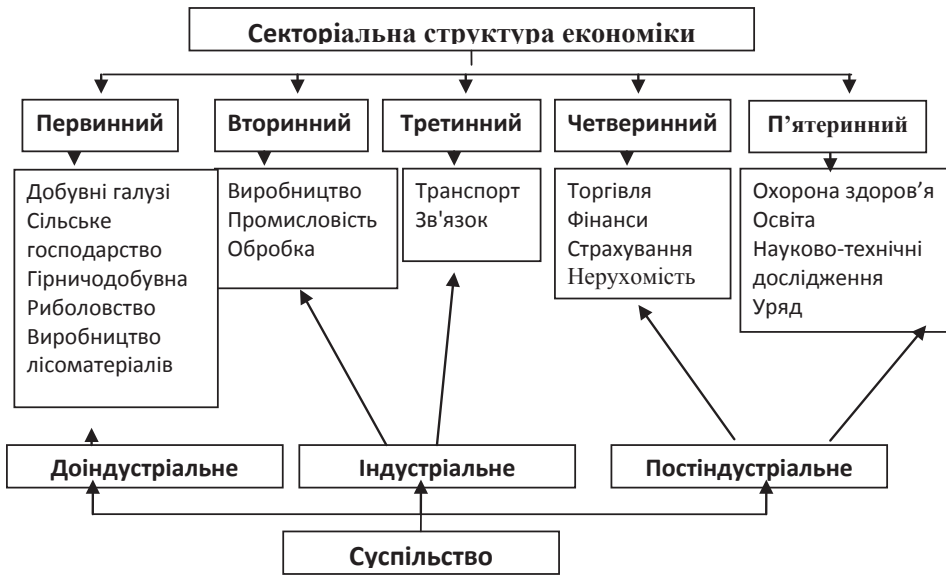 Секторіальна структура економіки
Первинний
Вторинний
Третинний
Четверинний
П’ятеринний
Добувні галузі
Сільське
господарство
Гірничодобувна
Риболовство
Виробництво
лісоматеріалів
Виробництво
Промисловість
Обробка
Транспорт
Зв'язок
Торгівля
Фінанси
Страхування
Нерухомість
Охорона здоров’я
Освіта
Науково-технічні
дослідження
Уряд
Доіндустріальне
Індустріальне
Постіндустріальне
Суспільство